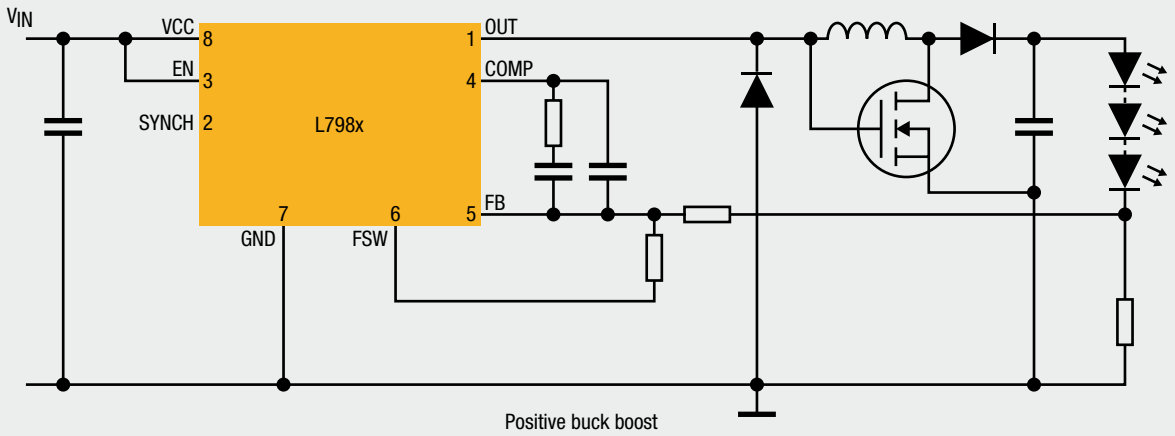 VIN
VCC 8 1 OUT
EN 3 4 COMP
SYNCH 2 L798x
7 6 5 FB
GND FSW
Positive buck boost